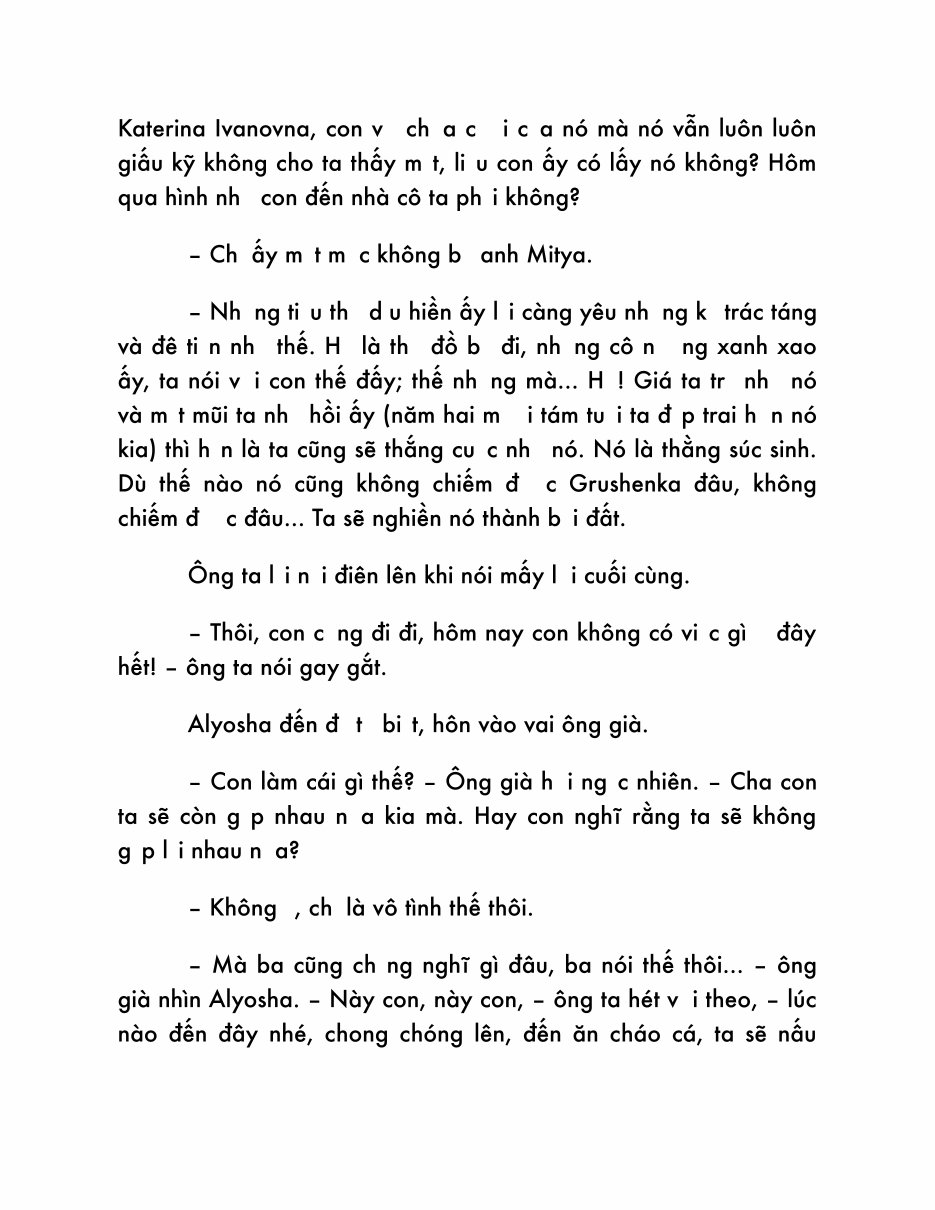 Katerina Ivanovna, con v ch a c i c a nó mà nó vẫn luôn luôn
giấu kỹ không cho ta thấy m t, li u con ấy có lấy nó không? Hôm
qua hình nh con đến nhà cô ta ph i không?
– Ch ấy m t m c không b anh Mitya.
– Nh ng ti u th d u hiền ấy l i càng yêu nh ng k trác táng
và đê ti n nh thế. H là th đồ b đi, nh ng cô n ng xanh xao
ấy, ta nói v i con thế đấy; thế nh ng mà... H ! Giá ta tr nh nó
và m t mũi ta nh hồi ấy (năm hai m i tám tu i ta đ p trai h n nó
kia) thì h n là ta cũng sẽ thắng cu c nh nó. Nó là thằng súc sinh.
Dù thế nào nó cũng không chiếm đ c Grushenka đâu, không
chiếm đ c đâu... Ta sẽ nghiền nó thành b i đất.
Ông ta l i n i điên lên khi nói mấy l i cuối cùng.
– Thôi, con c ng đi đi, hôm nay con không có vi c gì đây
hết! – ông ta nói gay gắt.
Alyosha đến đ t bi t, hôn vào vai ông già.
– Con làm cái gì thế? – Ông già h i ng c nhiên. – Cha con
ta sẽ còn g p nhau n a kia mà. Hay con nghĩ rằng ta sẽ không
g p l i nhau n a?
– Không , ch là vô tình thế thôi.
– Mà ba cũng ch ng nghĩ gì đâu, ba nói thế thôi... – ông
già nhìn Alyosha. – Này con, này con, – ông ta hét v i theo, – lúc
nào đến đây nhé, chong chóng lên, đến ăn cháo cá, ta sẽ nấu